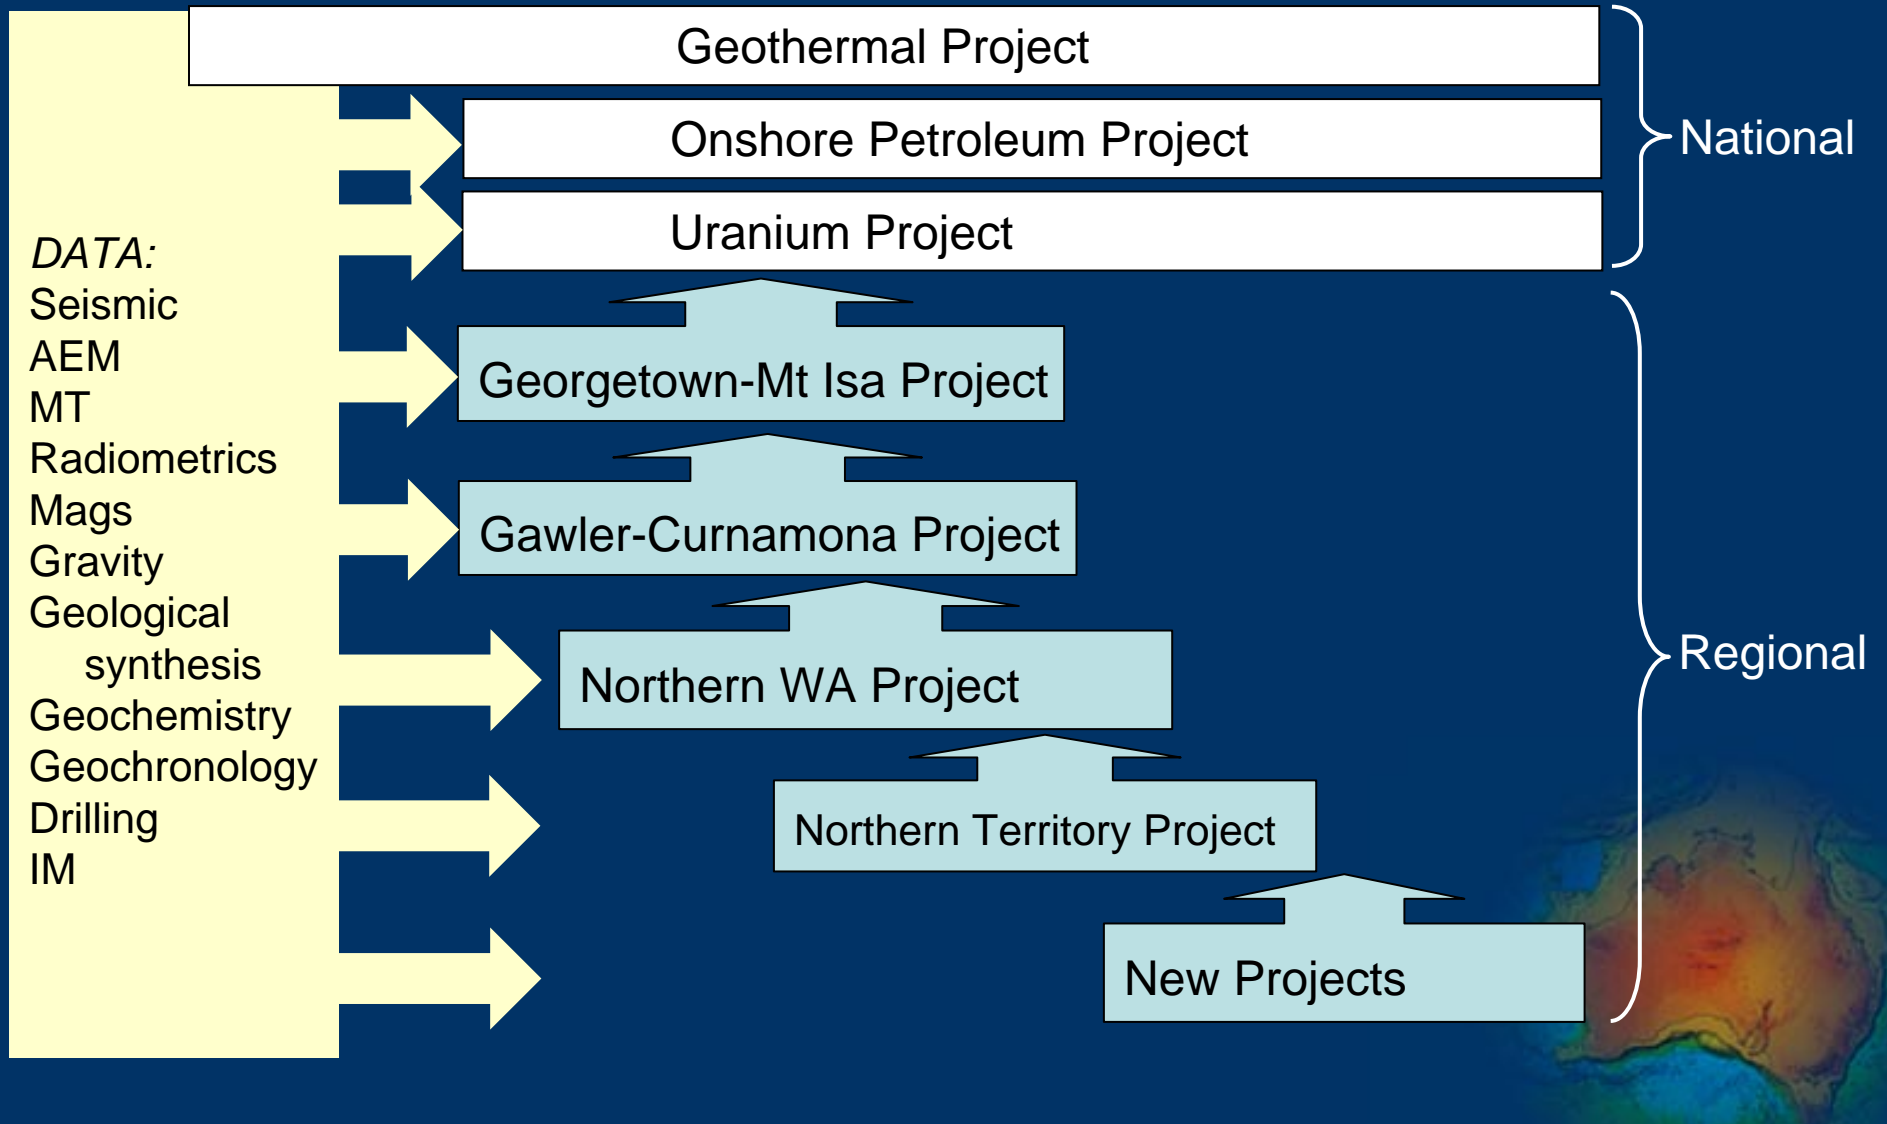 Geothermal Project
Onshore Petroleum Project
Uranium Project
National
DATA:
Seismic
AEM
MT
Radiometrics
Mags
Gravity
Geological
synthesis
Geochemistry
Geochronology
Drilling
IM
Georgetown-Mt Isa Project
Gawler-Curnamona Project
Northern WA Project
Northern Territory Project
New Projects
Regional